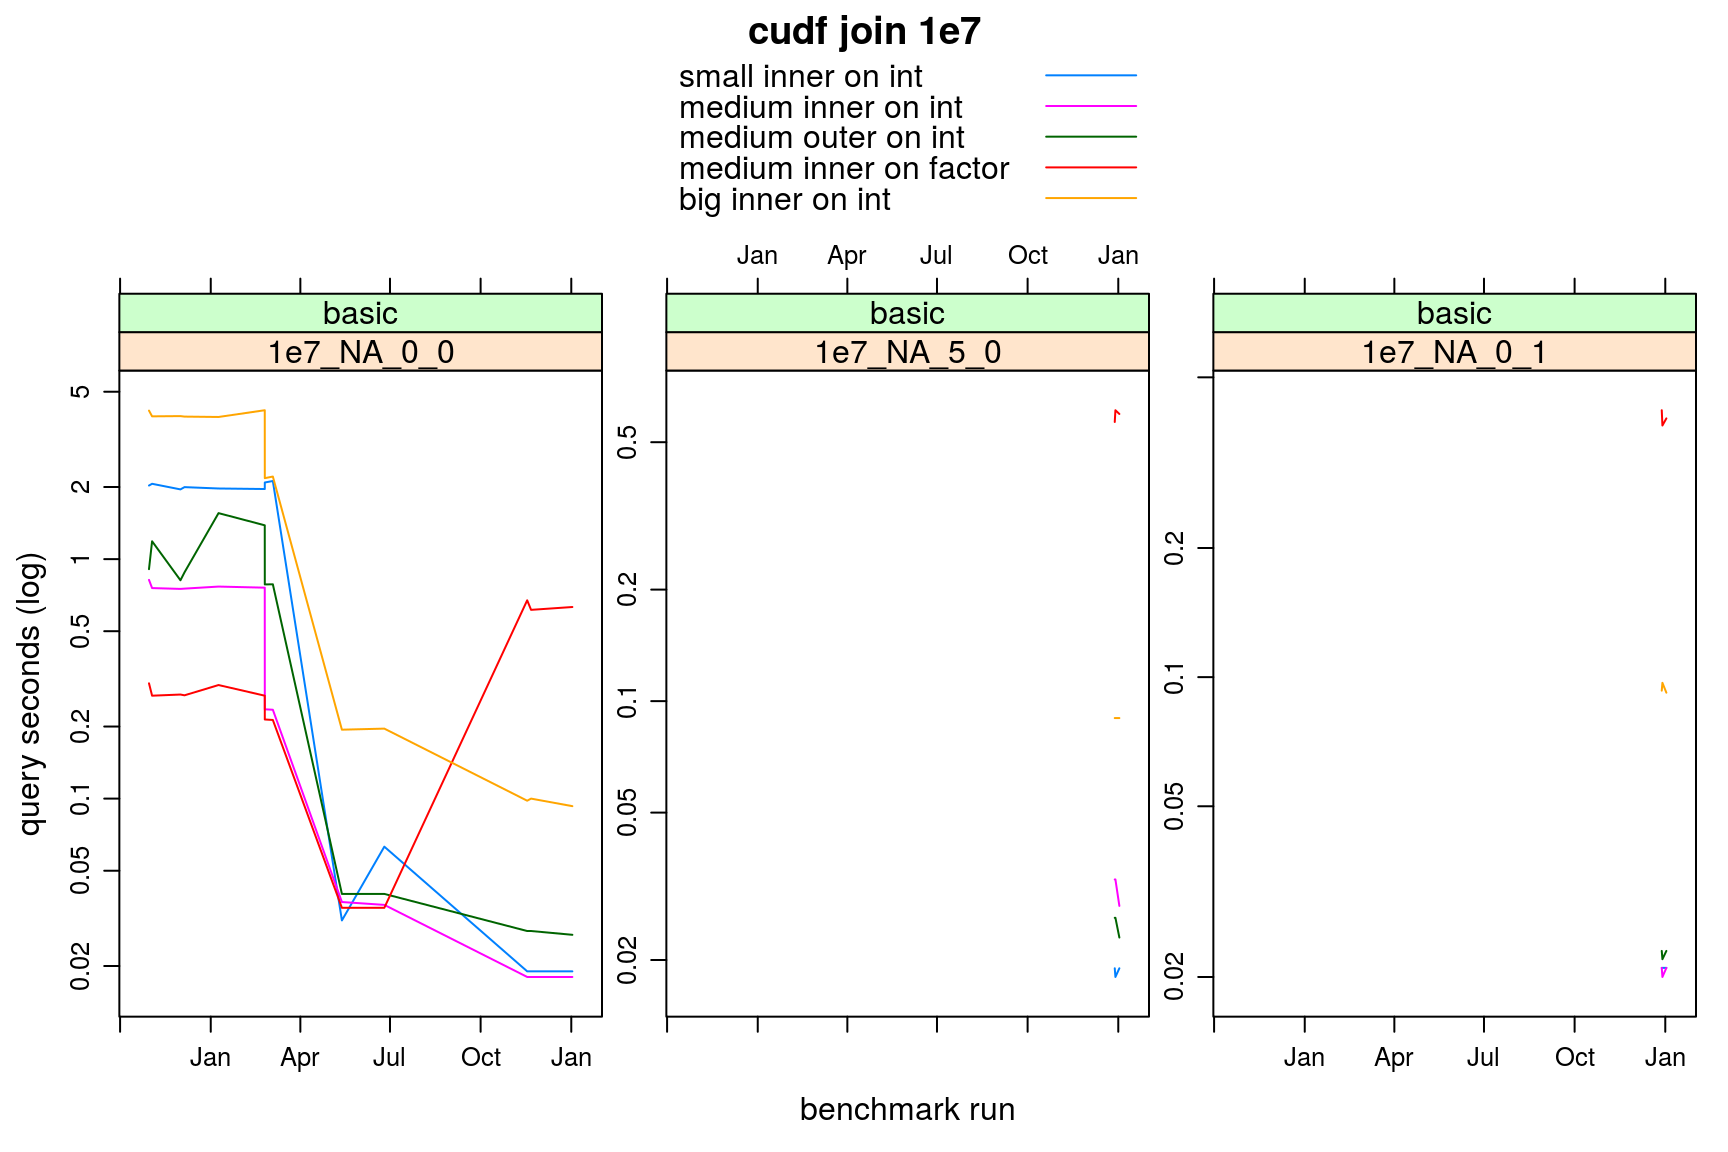 cudf join 1e7
small inner on int
medium inner on int
medium outer on int
medium inner on factor
big inner on int
Jan Apr Jul Oct Jan
basic basic basic
1e7_NA_0_0 1e7_NA_5_0 1e7_NA_0_1
query seconds (log)
5
2
1
0.5
0.2
0.1
0.05
0.02
0.5
0.2
0.1
0.05
0.02
0.2
0.1
0.05
0.02
Jan Apr Jul Oct Jan
Jan Apr Jul Oct Jan
benchmark run